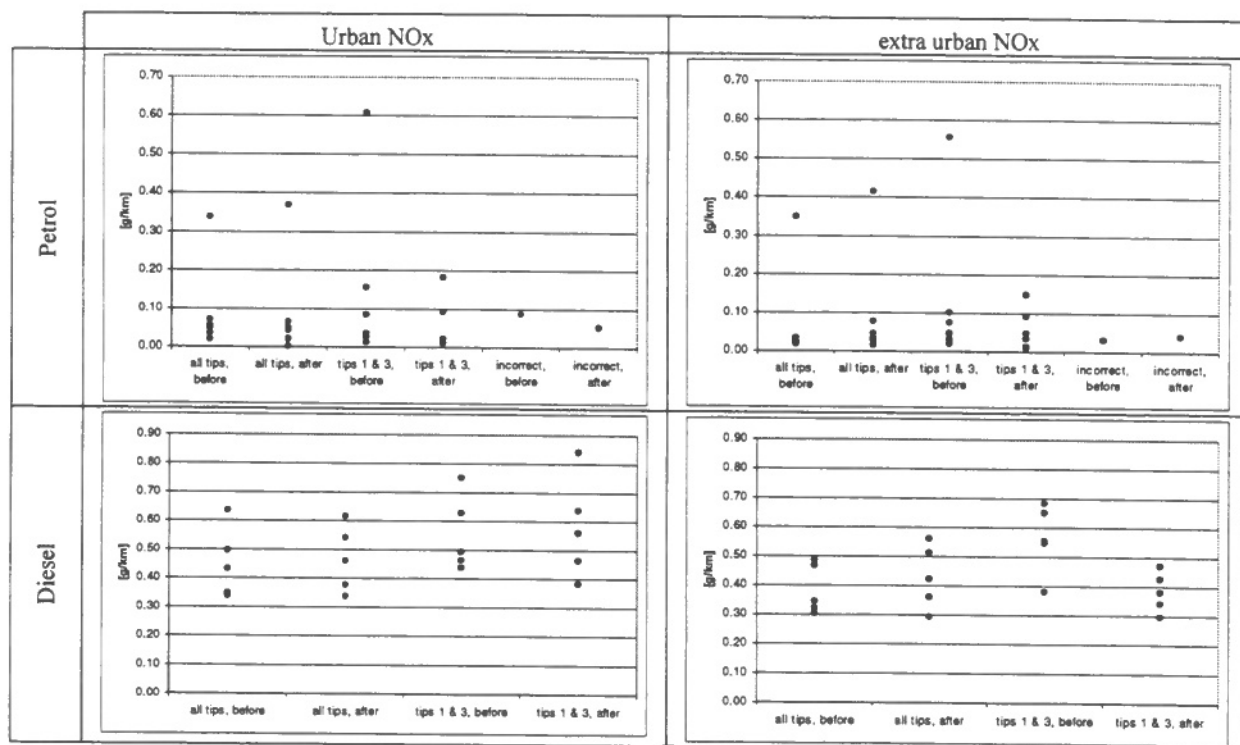 Urban NOx
extra urban NOx
Petrol
[g/km]
0.70
0.60
0.50
0.40
0.30
0.20
0.10
0.00
all tips, before
all tips, after
tips 1 & 3, before
tips 1 & 3, after
incorrect, before
incorrect, after
[g/km]
0.70
0.60
0.50
0.40
0.30
0.20
0.10
0.00
all tips, before
all tips, after
tips 1 & 3, before
tips 1 & 3, after
incorrect, before
incorrect, after
Diesel
[g/km]
0.90
0.80
0.70
0.60
0.50
0.40
0.30
0.20
0.10
0.00
all tips, before
all tips, after
tips 1 & 3, before
tips 1 & 3, after
[g/km]
0.90
0.80
0.70
0.60
0.50
0.40
0.30
0.20
0.10
0.00
all tips, before
all tips, after
tips 1 & 3, before
tips 1 & 3, after